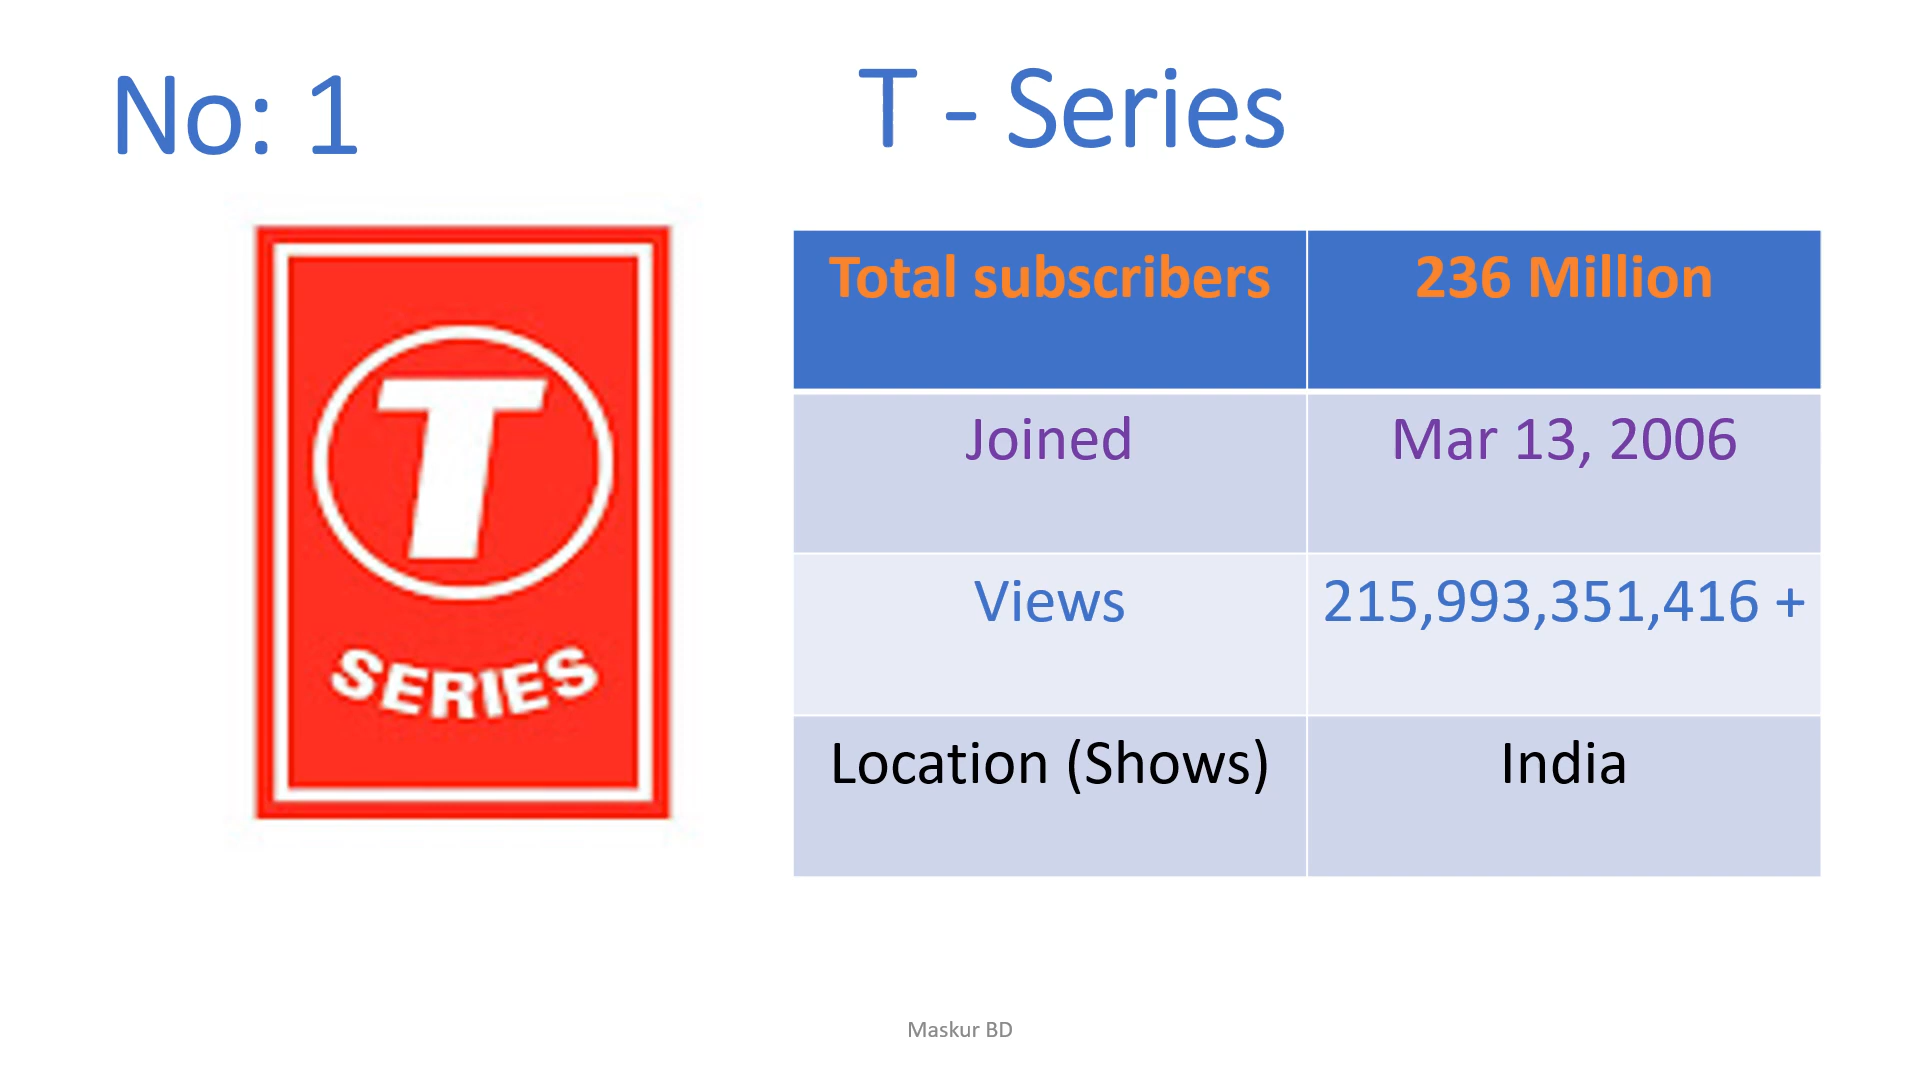 No: 1
T - Series
T
SERIES
Total subscribers 236 Million
Joined Mar 13, 2006
Views 215,993,351,416 +
Location (Shows) India
Maskur BD